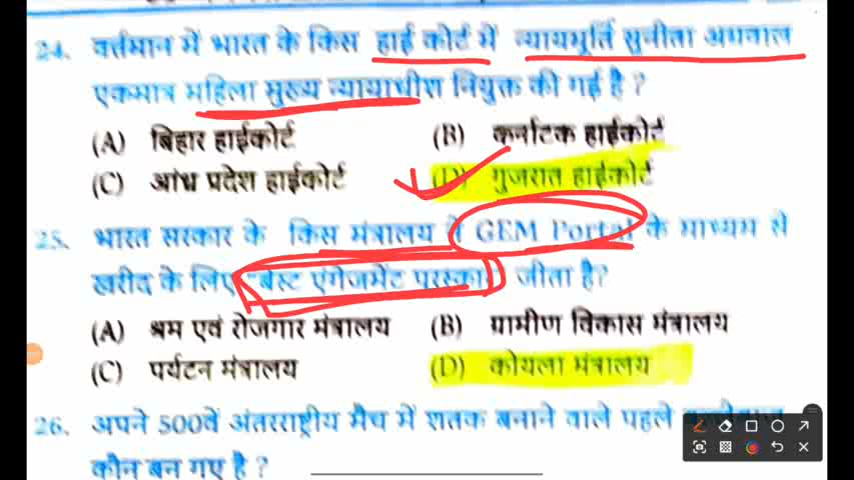 24. वर्तमान में भारत के किस हाई कोर्ट में न्यायमूर्ति सुनीता अग्रवाल
एकमात्र महिला मुख्य न्यायाधीश नियुक्त की गई है ?
(A) बिहार हाईकोर्ट (B) कर्नाटक हाईकोर्ट
(C) आंध्र प्रदेश हाईकोर्ट (D) गुजरात हाईकोर्ट
25. भारत सरकार के किस मंत्रालय ने GEM Portal के माध्यम से
खरीद के लिए "बेस्ट एंगेजमेंट पुरस्कार" जीता है?
(A) श्रम एवं रोजगार मंत्रालय (B) ग्रामीण विकास मंत्रालय
(C) पर्यटन मंत्रालय (D) कोयला मंत्रालय
26. अपने 500वें अंतरराष्ट्रीय मैच में शतक बनाने वाले पहले
कौन बन गए है ?